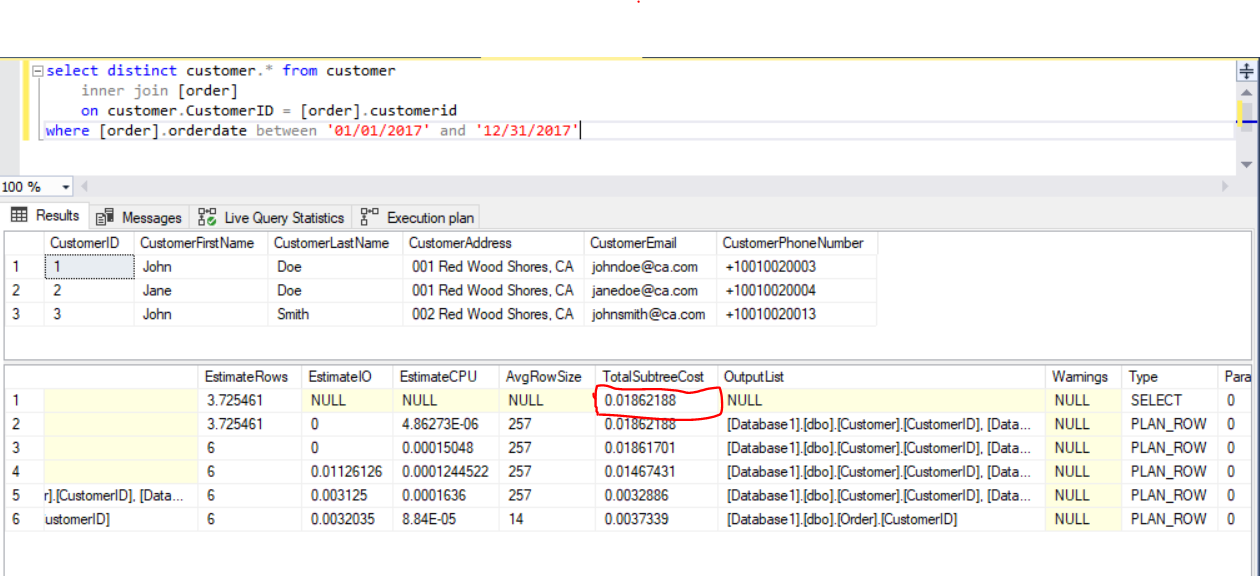 select distinct customer.* from customer
inner join [order]
on customer.CustomerID = [order].customerid
where [order].orderdate between '01/01/2017' and '12/31/2017'
100 %
Results Messages Live Query Statistics Execution plan
CustomerID CustomerFirstName CustomerLastName CustomerAddress CustomerEmail CustomerPhoneNumber
1 1 John Doe 001 Red Wood Shores, CA johndoe@ca.com +10010020003
2 2 Jane Doe 001 Red Wood Shores, CA janedoe@ca.com +10010020004
3 3 John Smith 002 Red Wood Shores, CA johnsmith@ca.com +10010020013
EstimateRows EstimateIO EstimateCPU AvgRowSize TotalSubtreeCost OutputList Warnings Type Para
1 3.725461 NULL NULL NULL 0.01862188 NULL NULL SELECT 0
2 3.725461 0 4.86273E-06 257 0.01862188 [Database1].[dbo].[Customer].[CustomerID], [Data... NULL PLAN_ROW 0
3 6 0 0.00015048 257 0.01861701 [Database1].[dbo].[Customer].[CustomerID], [Data... NULL PLAN_ROW 0
4 6 0.01126126 0.0001244522 257 0.01467431 [Database1].[dbo].[Customer].[CustomerID], [Data... NULL PLAN_ROW 0
5 r].[CustomerID], [Data... 6 0.003125 0.0001636 257 0.0032886 [Database1].[dbo].[Customer].[CustomerID], [Data... NULL PLAN_ROW 0
6 ustomerID] 6 0.0032035 8.84E-05 14 0.0037339 [Database1].[dbo].[Order].[CustomerID] NULL PLAN_ROW 0